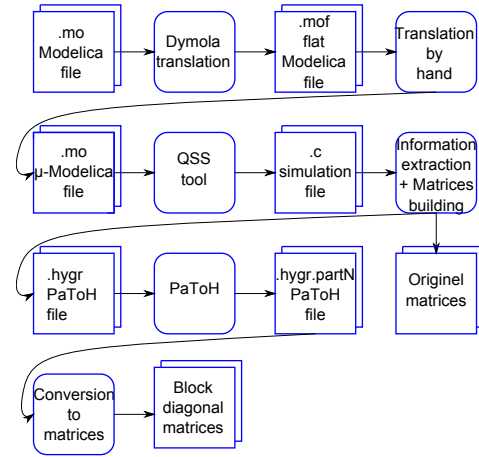 .mo
Modelica
file
Dymola
translation
.mof
flat
Modelica
file
Translation
by
hand
.mo
μ-Modelica
file
QSS
tool
.c
simulation
file
Information
extraction
+ Matrices
building
.hygr
PaToH
file
PaToH
.hygr.partN
PaToH
file
Originel
matrices
Conversion
to
matrices
Block
diagonal
matrices